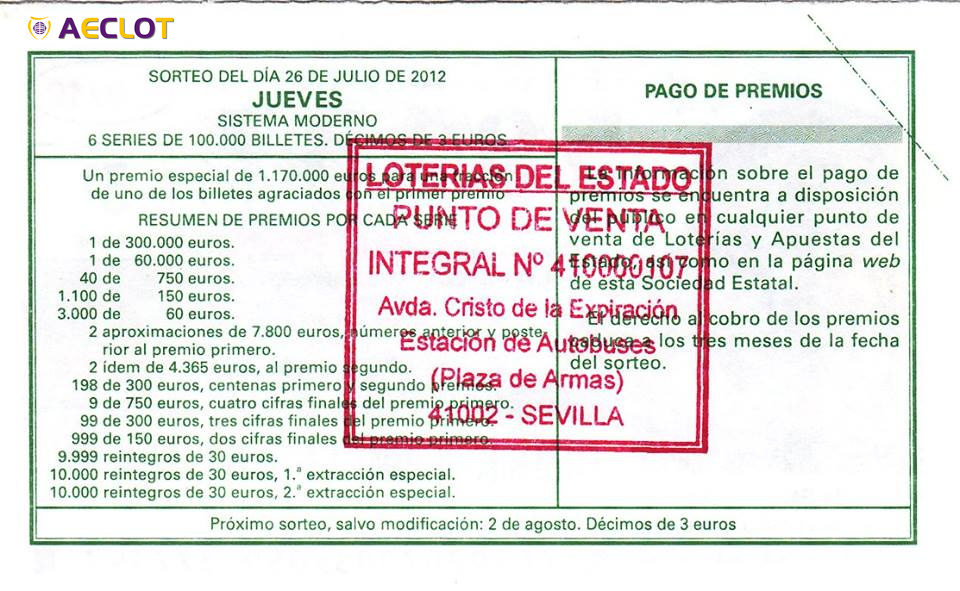 AECLOT
SORTEO DEL DÍA 26 DE JULIO DE 2012
JUEVES
SISTEMA MODERNO
6 SERIES DE 100.000 BILLETES. DÉCIMOS DE 3 EUROS
Un premio especial de 1.170.000 euros para una fracción
de uno de los billetes agraciados con el primer premio
RESUMEN DE PREMIOS POR CADA SERIE
1 de 300.000 euros.
1 de 60.000 euros.
40 de 750 euros.
1.100 de 150 euros.
3.000 de 60 euros.
2 aproximaciones de 7.800 euros, números anterior y poste-
rior al premio primero.
2 ídem de 4.365 euros, al premio segundo.
198 de 300 euros, centenas primero y segundo premios.
9 de 750 euros, cuatro cifras finales del premio primero.
99 de 300 euros, tres cifras finales del premio primero.
999 de 150 euros, dos cifras finales del premio primero.
9.999 reintegros de 30 euros.
10.000 reintegros de 30 euros, 1.ª extracción especial.
10.000 reintegros de 30 euros, 2.ª extracción especial.
PAGO DE PREMIOS
La información sobre el pago de
premios se encuentra a disposición
del público en cualquier punto de
venta de Loterías y Apuestas del
Estado, así como en la página web
de esta Sociedad Estatal.
El derecho al cobro de los premios
caduca a los tres meses de la fecha
del sorteo.
LOTERIAS DEL ESTADO
PUNTO DE VENTA
INTEGRAL Nº 410000107
Avda. Cristo de la Expiración
Estación de Autobuses
(Plaza de Armas)
41002 - SEVILLA
Próximo sorteo, salvo modificación: 2 de agosto. Décimos de 3 euros